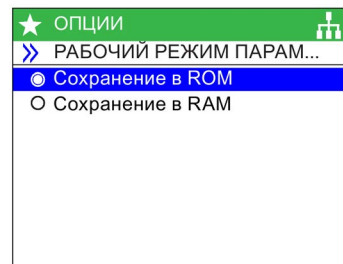 ОПЦИИ
РАБОЧИЙ РЕЖИМ ПАРАМ...
Сохранение в ROM
Сохранение в RAM